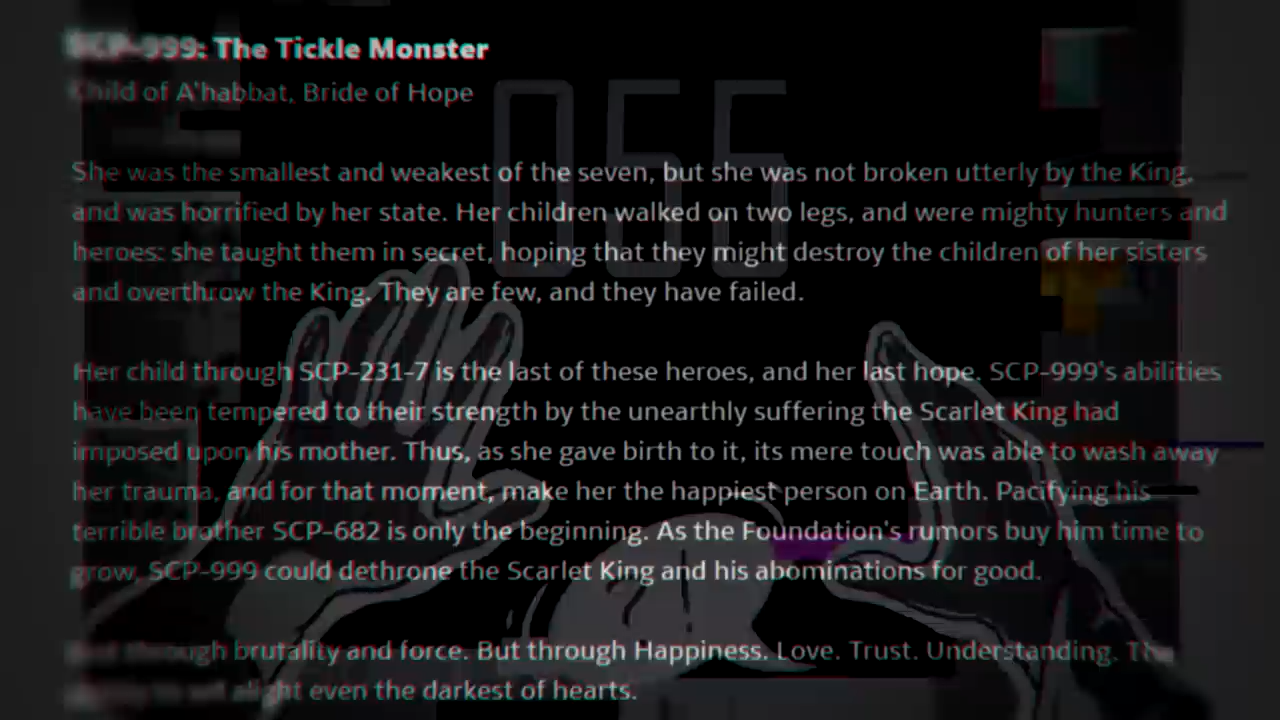 SCP-999: The Tickle Monster
Child of A'habbat, Bride of Hope
055
She was the smallest and weakest of the seven, but she was not broken utterly by the King,
and was horrified by her state. Her children walked on two legs, and were mighty hunters and
heroes: she taught them in secret, hoping that they might destroy the children of her sisters
and overthrow the King. They are few, and they have failed.
Her child through SCP-231-7 is the last of these heroes, and her last hope. SCP-999's abilities
have been tempered to their strength by the unearthly suffering the Scarlet King had
imposed upon his mother. Thus, as she gave birth to it, its mere touch was able to wash away
her trauma, and for that moment, make her the happiest person on Earth. Pacifying his
terrible brother SCP-682 is only the beginning. As the Foundation's rumors buy him time to
grow, SCP-999 could dethrone the Scarlet King and his abominations for good.
?!
through brutality and force. But through Happiness. Love. Trust. Understanding. The
alight even the darkest of hearts.